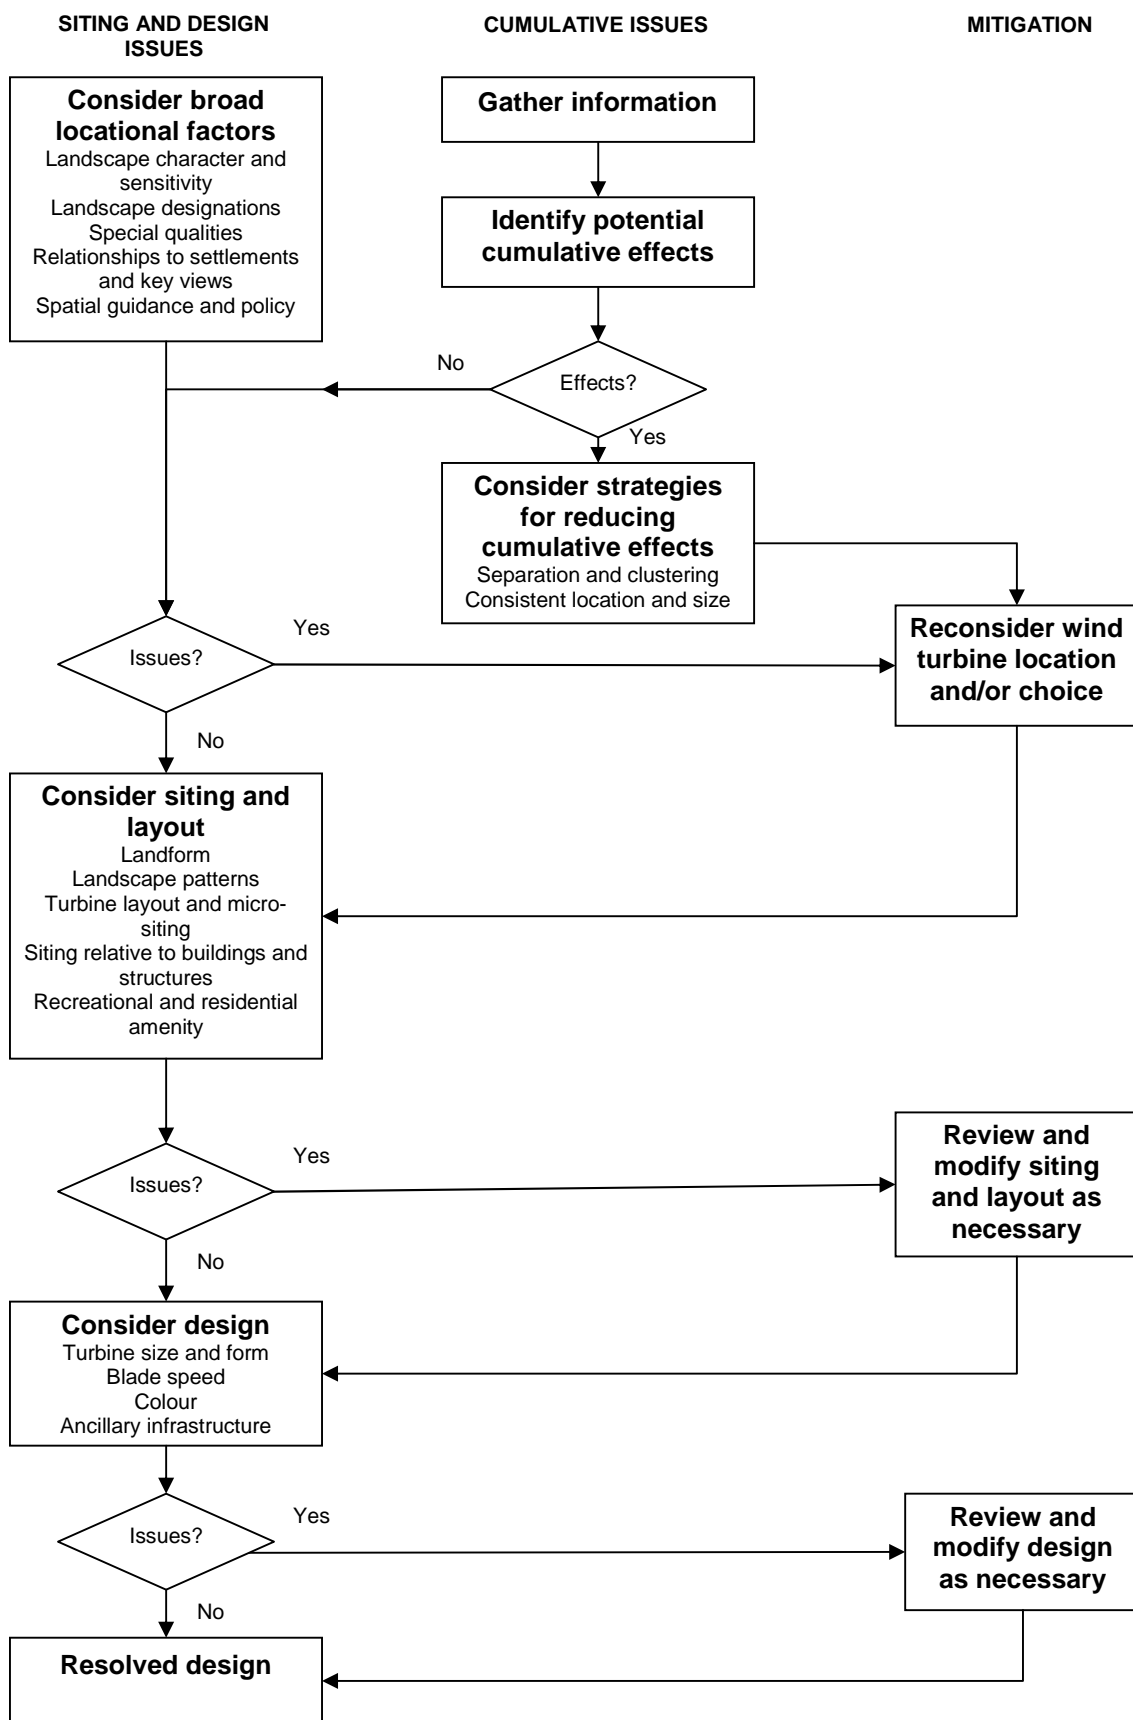 SITING AND DESIGN
ISSUES
CUMULATIVE ISSUES
MITIGATION
Consider broad
locational factors
Landscape character and
sensitivity
Landscape designations
Special qualities
Relationships to settlements
and key views
Spatial guidance and policy
Gather information
Identify potential
cumulative effects
No
Effects?
Yes
Consider strategies
for reducing
cumulative effects
Separation and clustering
Consistent location and size
Yes
Issues?
No
Reconsider wind
turbine location
and/or choice
Consider siting and
layout
Landform
Landscape patterns
Turbine layout and micro-
siting
Siting relative to buildings and
structures
Recreational and residential
amenity
Yes
Issues?
No
Review and
modify siting
and layout as
necessary
Consider design
Turbine size and form
Blade speed
Colour
Ancillary infrastructure
Yes
Issues?
No
Review and
modify design
as necessary
Resolved design